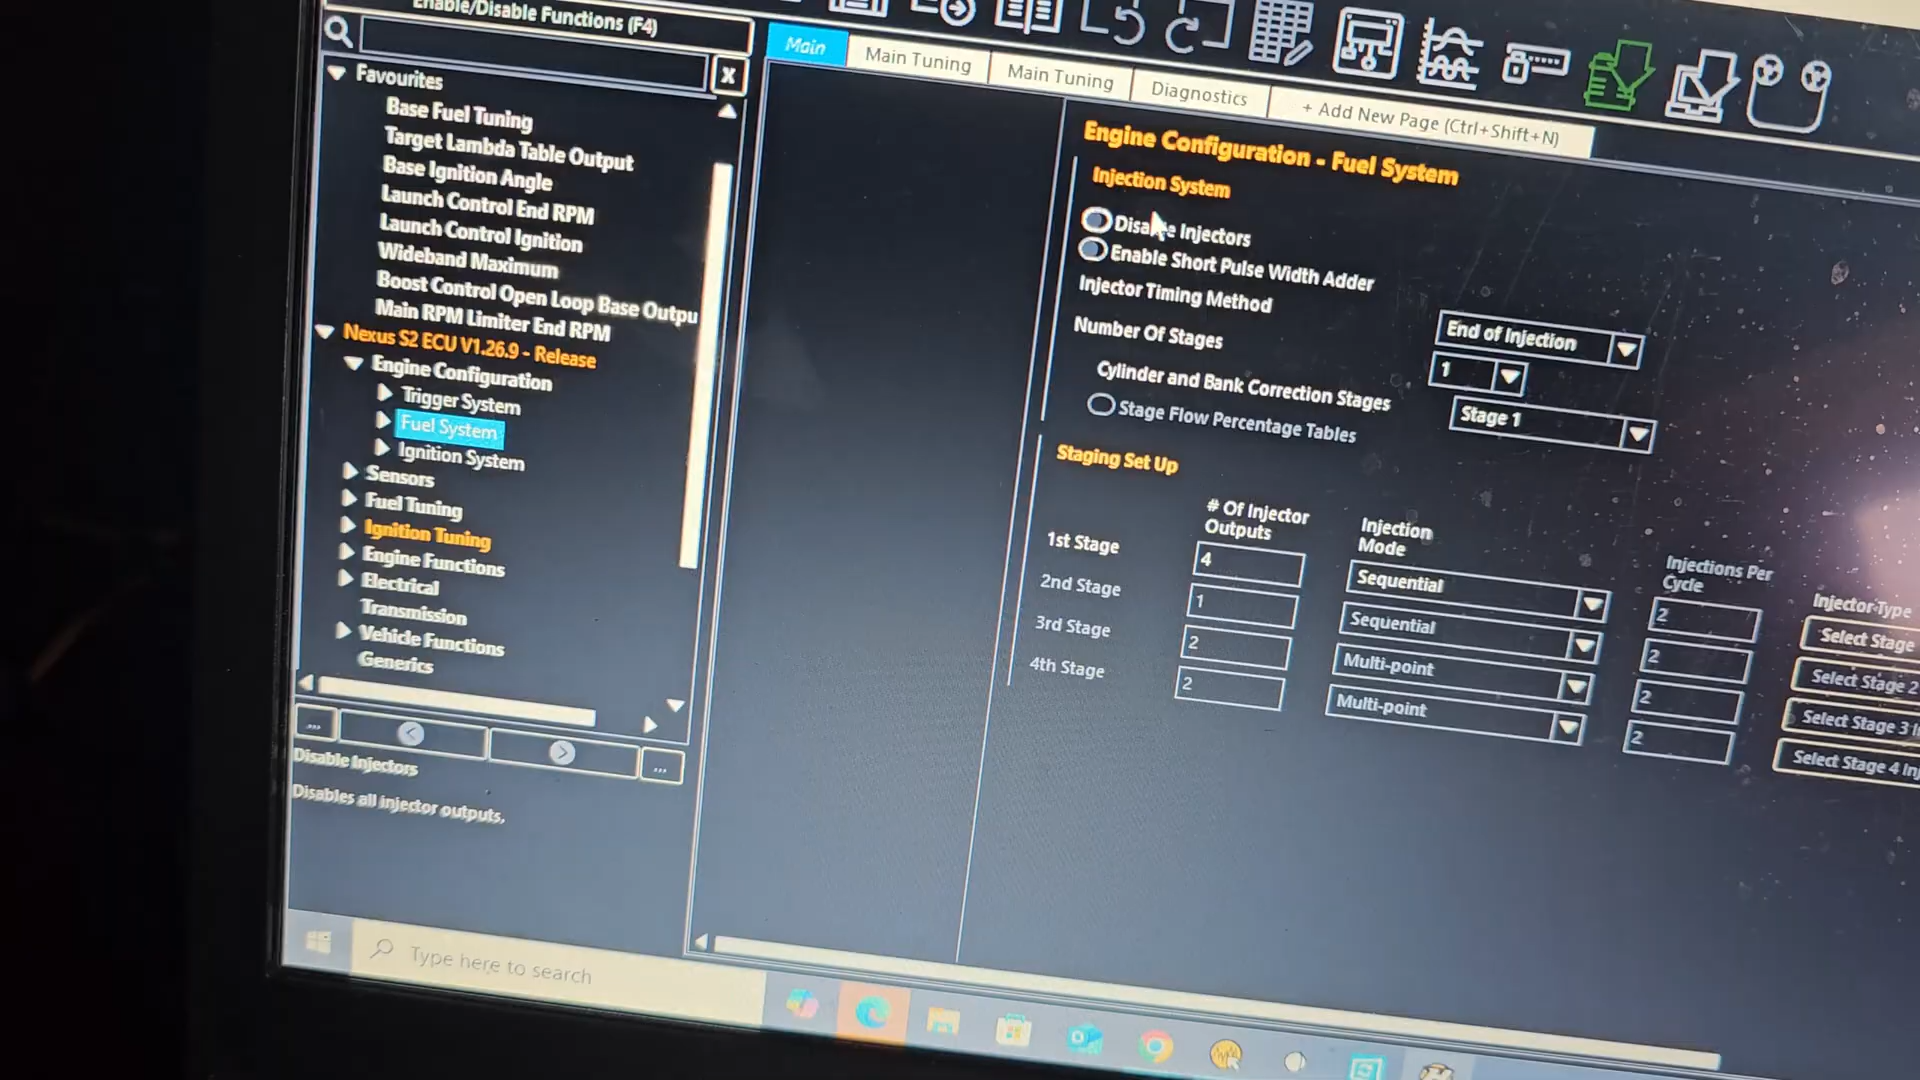 Enable/Disable Functions (F4)
X
Favourites
Base Fuel Tuning
Target Lambda Table Output
Base Ignition Angle
Launch Control End RPM
Launch Control Ignition
Wideband Maximum
Boost Control Open Loop Base Outpu
Main RPM Limiter End RPM
Nexus S2 ECU V1.26.9 - Release
Engine Configuration
Trigger System
Fuel System
Ignition System
Sensors
Fuel Tuning
Ignition Tuning
Engine Functions
Electrical
Transmission
Vehicle Functions
Generics
... < > ...
Disable Injectors
Disables all injector outputs.
Main
Main Tuning
Main Tuning
Diagnostics
+ Add New Page (Ctrl+Shift+N)
Engine Configuration - Fuel System
Injection System
Disable Injectors
Enable Short Pulse Width Adder
Injector Timing Method
End of Injection
Number Of Stages
1
Cylinder and Bank Correction Stages
Stage 1
Stage Flow Percentage Tables
Staging Set Up
# Of Injector
Outputs
Injection
Mode
Injections Per
Cycle
Injector Type
1st Stage 4 Sequential 2 Select Stage
2nd Stage 1 Sequential 2 Select Stage 2
3rd Stage 2 Multi-point 2 Select Stage 3 I
4th Stage 2 Multi-point 2 Select Stage 4 Inj
Type here to search